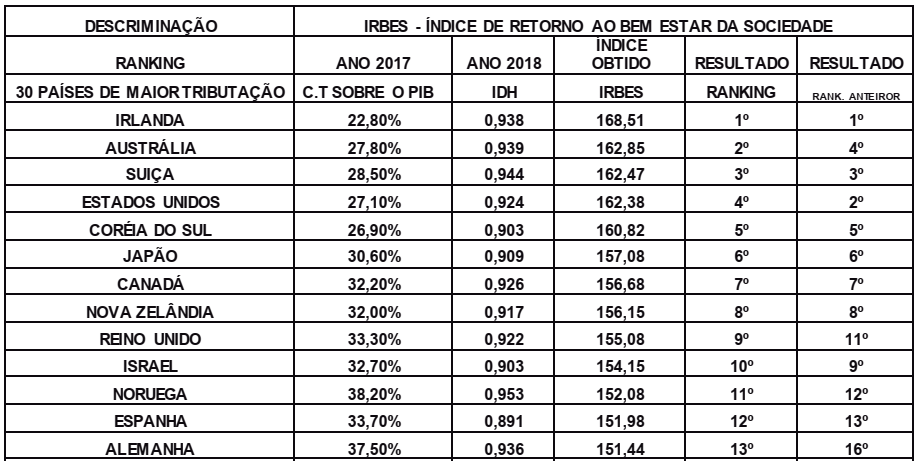 DESCRIMINAÇÃO IRBES - ÍNDICE DE RETORNO AO BEM ESTAR DA SOCIEDADE
RANKING ANO 2017 ANO 2018 ÍNDICE OBTIDO RESULTADO RESULTADO
30 PAÍSES DE MAIOR TRIBUTAÇÃO C.T SOBRE O PIB IDH IRBES RANKING RANK. ANTEIROR
IRLANDA 22,80% 0,938 168,51 1º 1º
AUSTRÁLIA 27,80% 0,939 162,85 2º 4º
SUIÇA 28,50% 0,944 162,47 3º 3º
ESTADOS UNIDOS 27,10% 0,924 162,38 4º 2º
CORÉIA DO SUL 26,90% 0,903 160,82 5º 5º
JAPÃO 30,60% 0,909 157,08 6º 6º
CANADÁ 32,20% 0,926 156,68 7º 7º
NOVA ZELÂNDIA 32,00% 0,917 156,15 8º 8º
REINO UNIDO 33,30% 0,922 155,08 9º 11º
ISRAEL 32,70% 0,903 154,15 10º 9º
NORUEGA 38,20% 0,953 152,08 11º 12º
ESPANHA 33,70% 0,891 151,98 12º 13º
ALEMANHA 37,50% 0,936 151,44 13º 16º